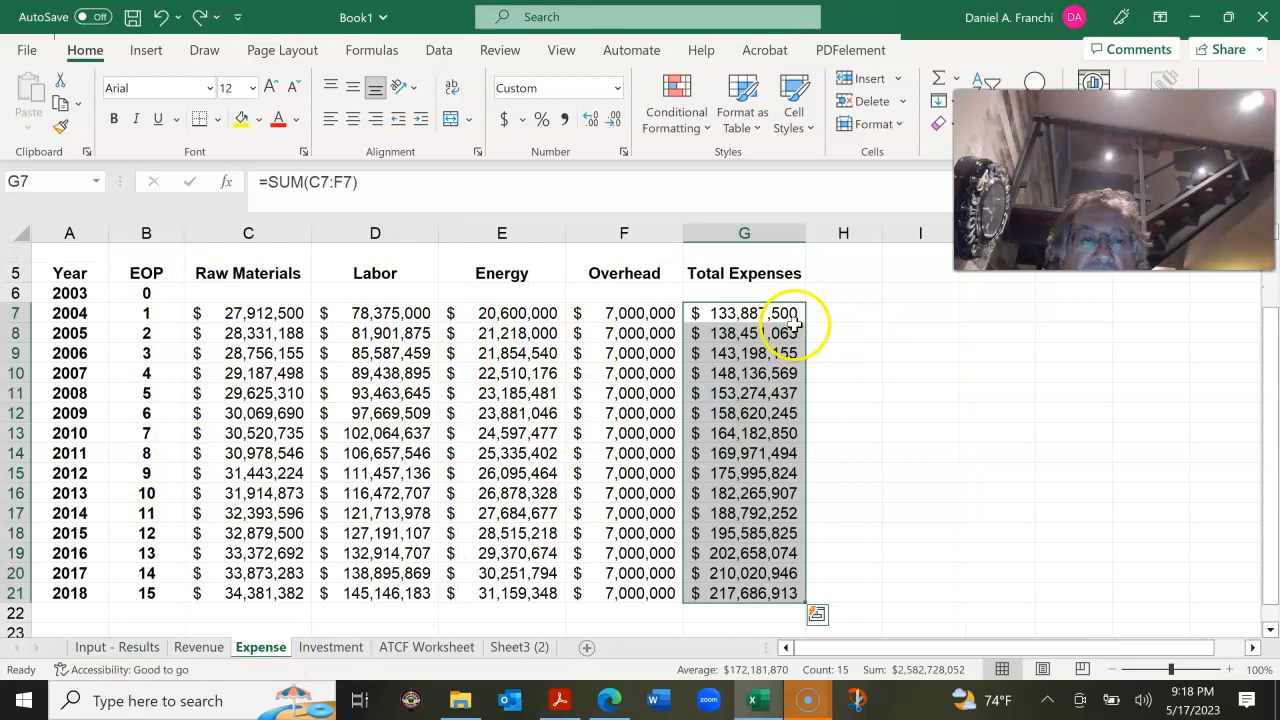 AutoSave Off Book1 Search Daniel A. Franchi DA
File Home Insert Draw Page Layout Formulas Data Review View Automate Help Acrobat PDFelement Comments Share
Paste Arial 12 Custom Conditional Formatting Format as Table Cell Styles Insert Delete Format
Clipboard Font Alignment Number Styles Cells
G7 fx =SUM(C7:F7)
A B C D E F G H I
5 Year EOP Raw Materials Labor Energy Overhead Total Expenses
6 2003 0
7 2004 1 $ 27,912,500 $ 78,375,000 $ 20,600,000 $ 7,000,000 $ 133,887,500
8 2005 2 $ 28,331,188 $ 81,901,875 $ 21,218,000 $ 7,000,000 $ 138,451,063
9 2006 3 $ 28,756,155 $ 85,587,459 $ 21,854,540 $ 7,000,000 $ 143,198,155
10 2007 4 $ 29,187,498 $ 89,438,895 $ 22,510,176 $ 7,000,000 $ 148,136,569
11 2008 5 $ 29,625,310 $ 93,463,645 $ 23,185,481 $ 7,000,000 $ 153,274,437
12 2009 6 $ 30,069,690 $ 97,669,509 $ 23,881,046 $ 7,000,000 $ 158,620,245
13 2010 7 $ 30,520,735 $ 102,064,637 $ 24,597,477 $ 7,000,000 $ 164,182,850
14 2011 8 $ 30,978,546 $ 106,657,546 $ 25,335,402 $ 7,000,000 $ 169,971,494
15 2012 9 $ 31,443,224 $ 111,457,136 $ 26,095,464 $ 7,000,000 $ 175,995,824
16 2013 10 $ 31,914,873 $ 116,472,707 $ 26,878,328 $ 7,000,000 $ 182,265,907
17 2014 11 $ 32,393,596 $ 121,713,978 $ 27,684,677 $ 7,000,000 $ 188,792,252
18 2015 12 $ 32,879,500 $ 127,191,107 $ 28,515,218 $ 7,000,000 $ 195,585,825
19 2016 13 $ 33,372,692 $ 132,914,707 $ 29,370,674 $ 7,000,000 $ 202,658,074
20 2017 14 $ 33,873,283 $ 138,895,869 $ 30,251,794 $ 7,000,000 $ 210,020,946
21 2018 15 $ 34,381,382 $ 145,146,183 $ 31,159,348 $ 7,000,000 $ 217,686,913
22
23
Input - Results Revenue Expense Investment ATCF Worksheet Sheet3 (2)
Ready Accessibility: Good to go Average: $172,181,870 Count: 15 Sum: $2,582,728,052 100%
Type here to search zoom 74°F 9:18 PM
5/17/2023